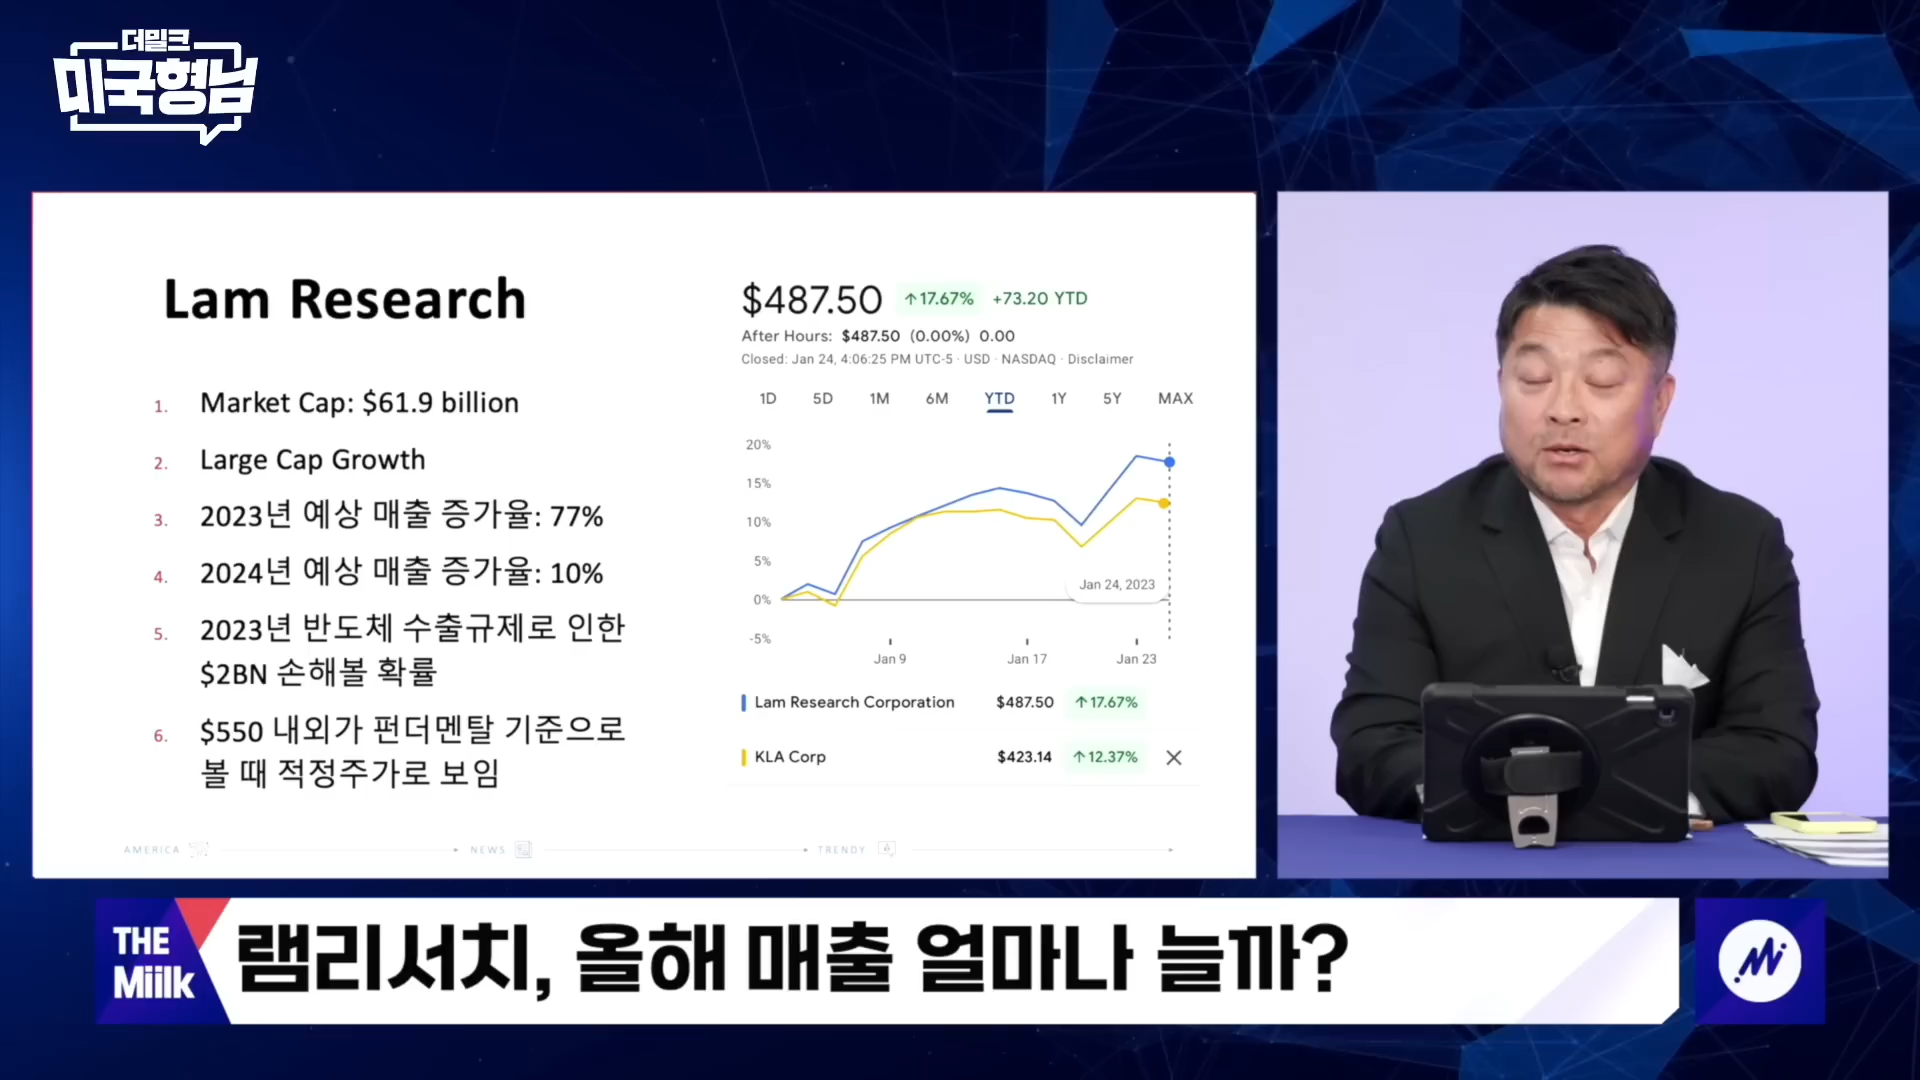 더밀크
미국형님
Lam Research
1. Market Cap: $61.9 billion
2. Large Cap Growth
3. 2023년 예상 매출 증가율: 77%
4. 2024년 예상 매출 증가율: 10%
5. 2023년 반도체 수출규제로 인한
$2BN 손해볼 확률
6. $550 내외가 펀더멘탈 기준으로
볼 때 적정주가로 보임
$487.50 ↑17.67% +73.20 YTD
After Hours: $487.50 (0.00%) 0.00
Closed: Jan 24, 4:06:25 PM UTC-5 · USD · NASDAQ · Disclaimer
1D 5D 1M 6M YTD 1Y 5Y MAX
20%
15%
10%
5%
0%
-5%
Jan 24, 2023
Jan 9 Jan 17 Jan 23
Lam Research Corporation $487.50 ↑17.67%
KLA Corp $423.14 ↑12.37%
AMERICA NEWS TRENDY
THE
Miilk
램리서치, 올해 매출 얼마나 늘까?